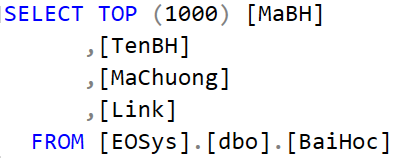 SELECT TOP (1000) [MaBH]
,[TenBH]
,[MaChuong]
,[Link]
FROM [EOSys].[dbo].[BaiHoc]